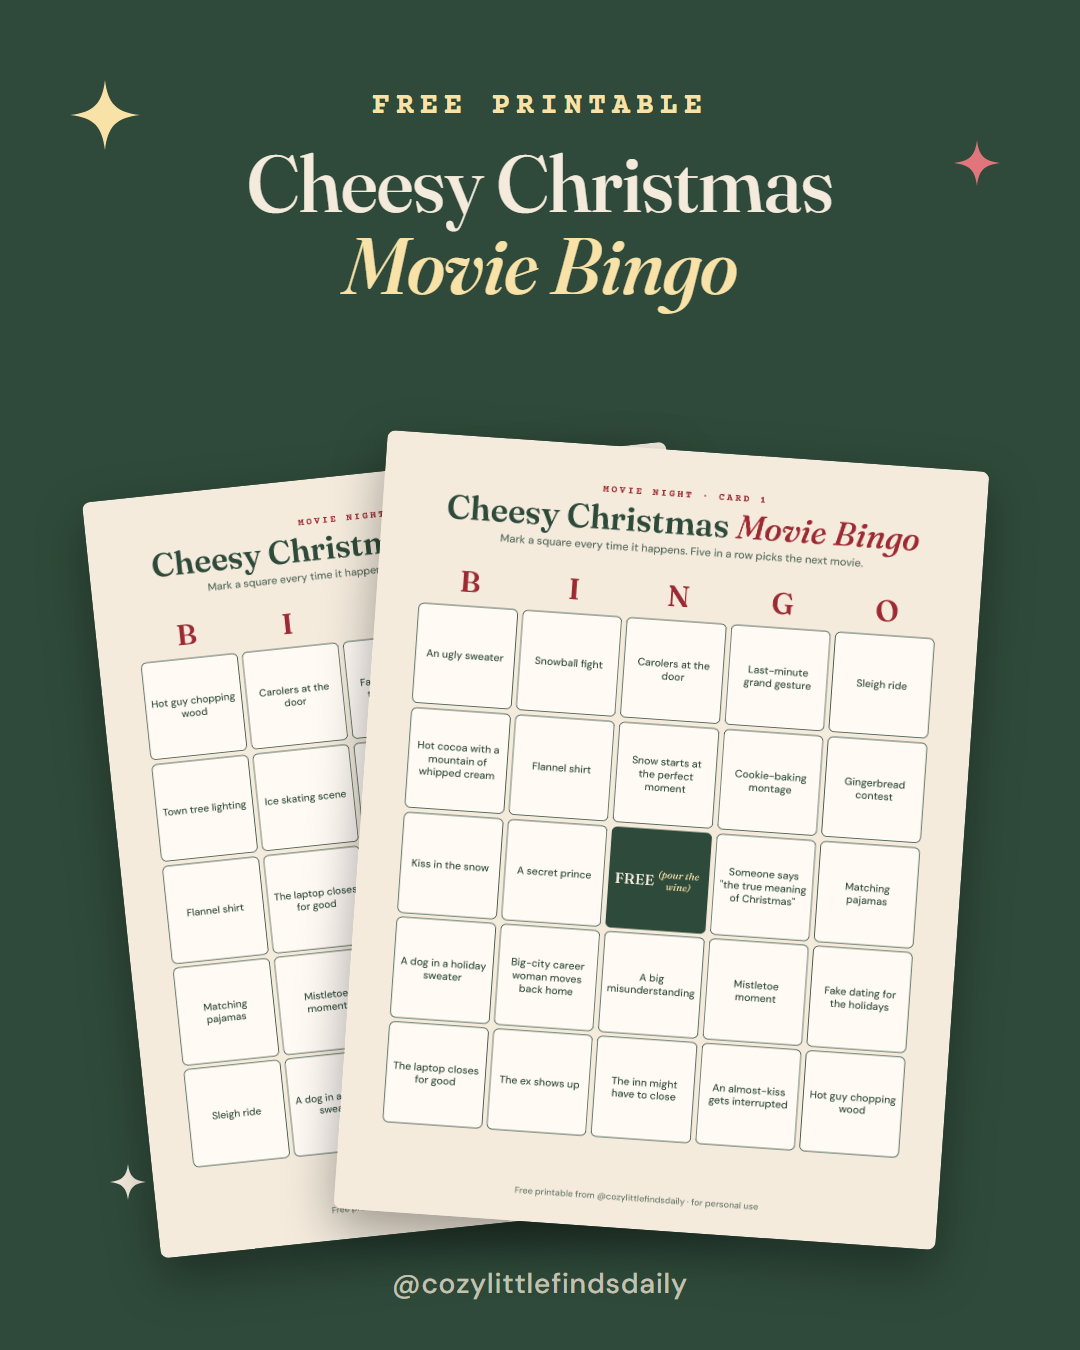 FREE PRINTABLE
Cheesy Christmas
Movie Bingo
MOVIE NIGHT
Cheesy
Mark a square every time it
B
I
Hot guy chopping
wood
Carolers at the
door
Town tree lighting
Ice skating scene
Flannel shirt
The laptop closes
for good
Matching
pajamas
Mistletoe
moment
Sleigh ride
A dog in a
MOVIE NIGHT · CARD 1
Cheesy Christmas Movie Bingo
Mark a square every time it happens. Five in a row picks the next movie.
B I N G O
An ugly sweater
Snowball fight
Carolers at the
door
Last-minute
grand gesture
Sleigh ride
Hot cocoa with a
mountain of
whipped cream
Flannel shirt
Snow starts at
the perfect
moment
Cookie-baking
montage
Gingerbread
contest
Kiss in the snow
A secret prince
FREE (pour the
wine)
Someone says
"the true meaning
of Christmas"
Matching
pajamas
A dog in a holiday
sweater
Big-city career
woman moves
back home
A big
misunderstanding
Mistletoe
moment
Fake dating for
the holidays
The laptop closes
for good
The ex shows up
The inn might
have to close
An almost-kiss
gets interrupted
Hot guy chopping
wood
Free printable from @cozylittlefindsdaily · for personal use
@cozylittlefindsdaily